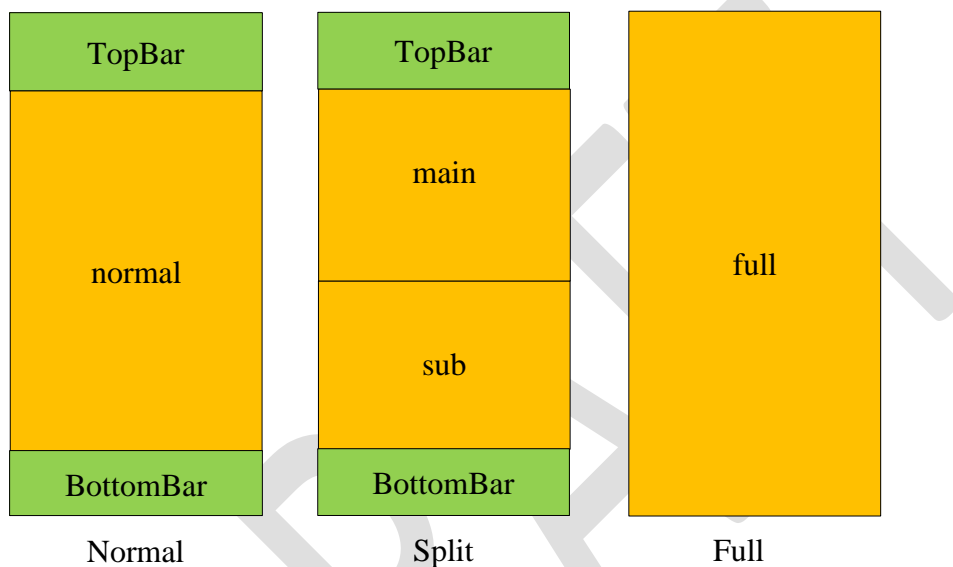 TopBar
normal
BottomBar
Normal
TopBar
main
sub
BottomBar
Split
full
Full